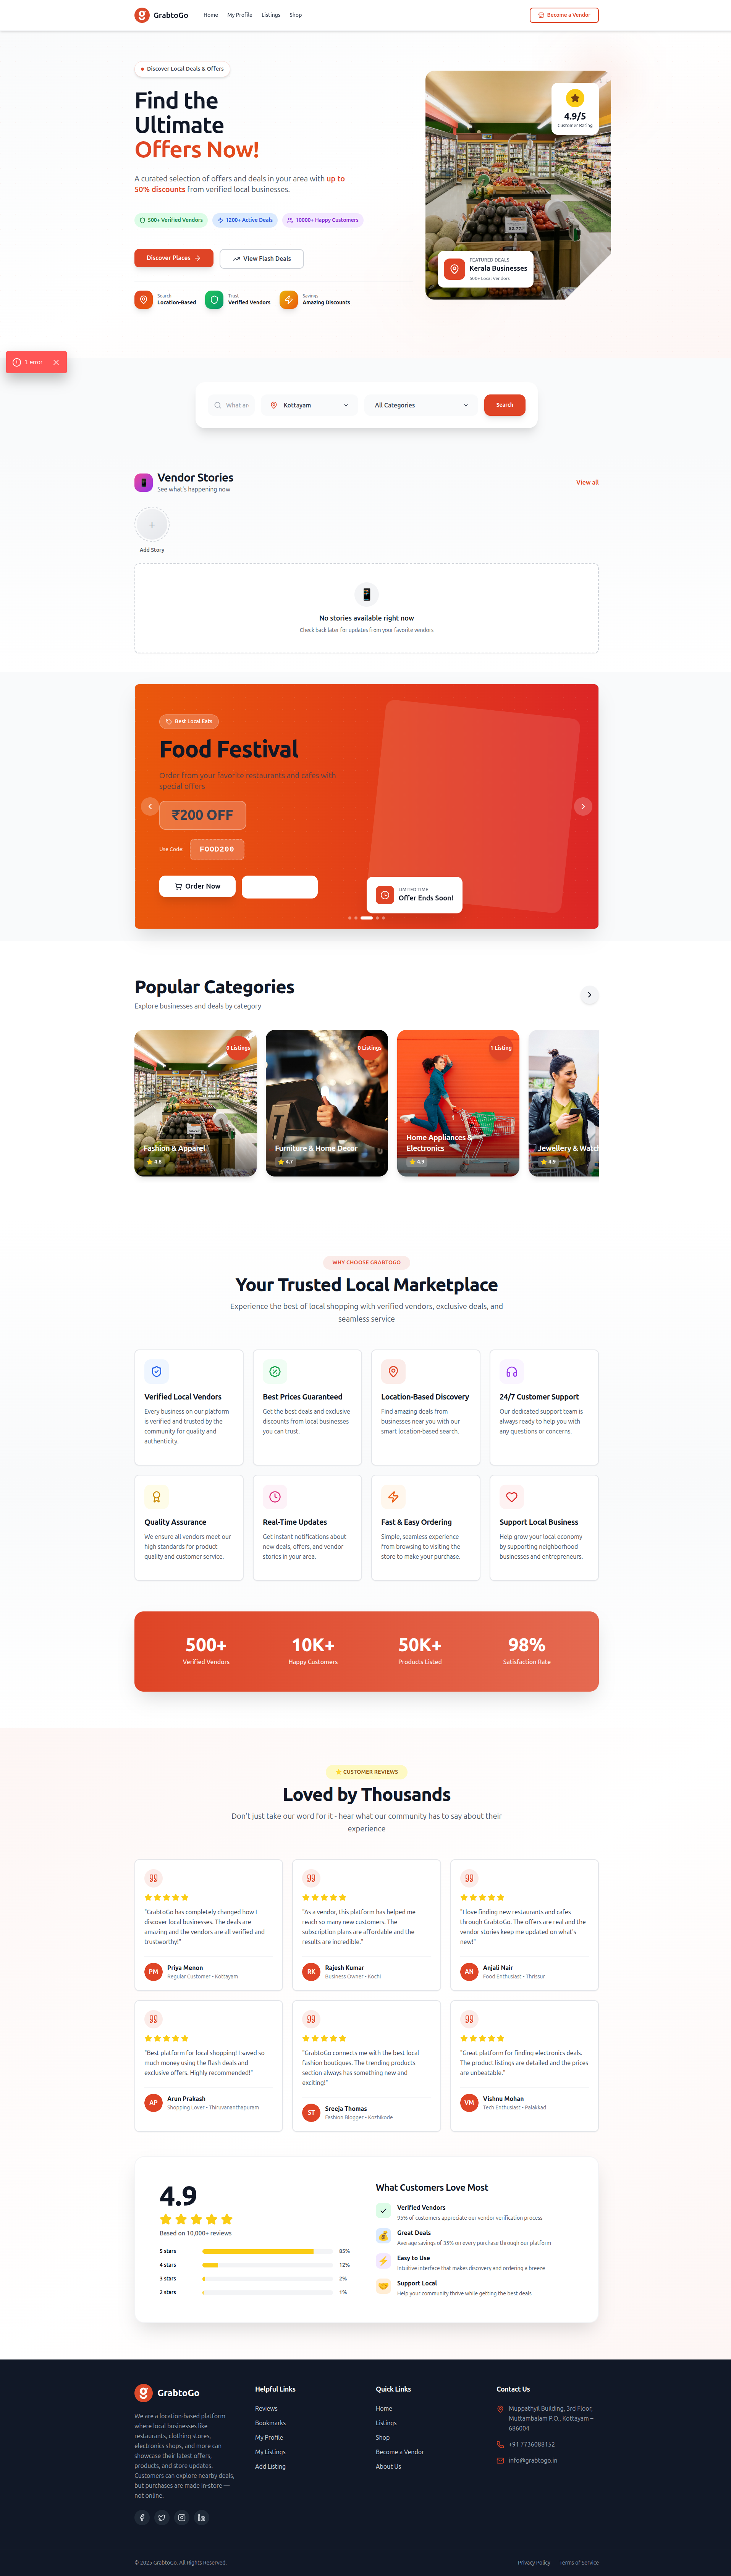 GrabtoGo
Home
My Profile
Listings
Shop
Become a Vendor
Discover Local Deals & Offers
Find the
Ultimate
Offers Now!
A curated selection of offers and deals in your area with up to
50% discounts from verified local businesses.
500+ Verified Vendors
1200+ Active Deals
10000+ Happy Customers
Discover Places
View Flash Deals
Search
Location-Based
Trust
Verified Vendors
Savings
Amazing Discounts
4.9/5
Customer Rating
FEATURED DEALS
Kerala Businesses
500+ Local Vendors
1 error
What ar
Kottayam
All Categories
Search
Vendor Stories
See what's happening now
View all
Add Story
No stories available right now
Check back later for updates from your favorite vendors
Best Local Eats
Food Festival
Order from your favorite restaurants and cafes with
special offers
₹200 OFF
Use Code:
FOOD200
Order Now
LIMITED TIME
Offer Ends Soon!
Popular Categories
Explore businesses and deals by category
0 Listings
Fashion & Apparel
4.8
0 Listings
Furniture & Home Decor
4.7
1 Listing
Home Appliances &
Electronics
4.9
Jewellery & Watch
4.9
WHY CHOOSE GRABTOGO
Your Trusted Local Marketplace
Experience the best of local shopping with verified vendors, exclusive deals, and
seamless service
Verified Local Vendors
Every business on our platform
is verified and trusted by the
community for quality and
authenticity.
Best Prices Guaranteed
Get the best deals and exclusive
discounts from local businesses
you can trust.
Location-Based Discovery
Find amazing deals from
businesses near you with our
smart location-based search.
24/7 Customer Support
Our dedicated support team is
always ready to help you with
any questions or concerns.
Quality Assurance
We ensure all vendors meet our
high standards for product
quality and customer service.
Real-Time Updates
Get instant notifications about
new deals, offers, and vendor
stories in your area.
Fast & Easy Ordering
Simple, seamless experience
from browsing to visiting the
store to make your purchase.
Support Local Business
Help grow your local economy
by supporting neighborhood
businesses and entrepreneurs.
500+
Verified Vendors
10K+
Happy Customers
50K+
Products Listed
98%
Satisfaction Rate
CUSTOMER REVIEWS
Loved by Thousands
Don't just take our word for it - hear what our community has to say about their
experience
"GrabtoGo has completely changed how I
discover local businesses. The deals are
amazing and the vendors are all verified and
trustworthy!"
PM
Priya Menon
Regular Customer • Kottayam
"As a vendor, this platform has helped me
reach so many new customers. The
subscription plans are affordable and the
results are incredible."
RK
Rajesh Kumar
Business Owner • Kochi
"I love finding new restaurants and cafes
through GrabtoGo. The offers are real and the
vendor stories keep me updated on what's
new!"
AN
Anjali Nair
Food Enthusiast • Thrissur
"Best platform for local shopping! I saved so
much money using the flash deals and
exclusive offers. Highly recommended!"
AP
Arun Prakash
Shopping Lover • Thiruvananthapuram
"GrabtoGo connects me with the best local
fashion boutiques. The trending products
section always has something new and
exciting!"
ST
Sreeja Thomas
Fashion Blogger • Kozhikode
"Great platform for finding electronics deals.
The product listings are detailed and the prices
are unbeatable."
VM
Vishnu Mohan
Tech Enthusiast • Palakkad
4.9
Based on 10,000+ reviews
5 stars
85%
4 stars
12%
3 stars
2%
2 stars
1%
What Customers Love Most
Verified Vendors
95% of customers appreciate our vendor verification process
Great Deals
Average savings of 35% on every purchase through our platform
Easy to Use
Intuitive interface that makes discovery and ordering a breeze
Support Local
Help your community thrive while getting the best deals
GrabtoGo
We are a location-based platform
where local businesses like
restaurants, clothing stores,
electronics shops, and more can
showcase their latest offers,
products, and store updates.
Customers can explore nearby deals,
but purchases are made in-store —
not online.
Helpful Links
Reviews
Bookmarks
My Profile
My Listings
Add Listing
Quick Links
Home
Listings
Shop
Become a Vendor
About Us
Contact Us
Muppathyil Building, 3rd Floor,
Muttambalam P.O., Kottayam –
686004
+91 7736088152
info@grabtogo.in
© 2025 GrabtoGo. All Rights Reserved.
Privacy Policy
Terms of Service